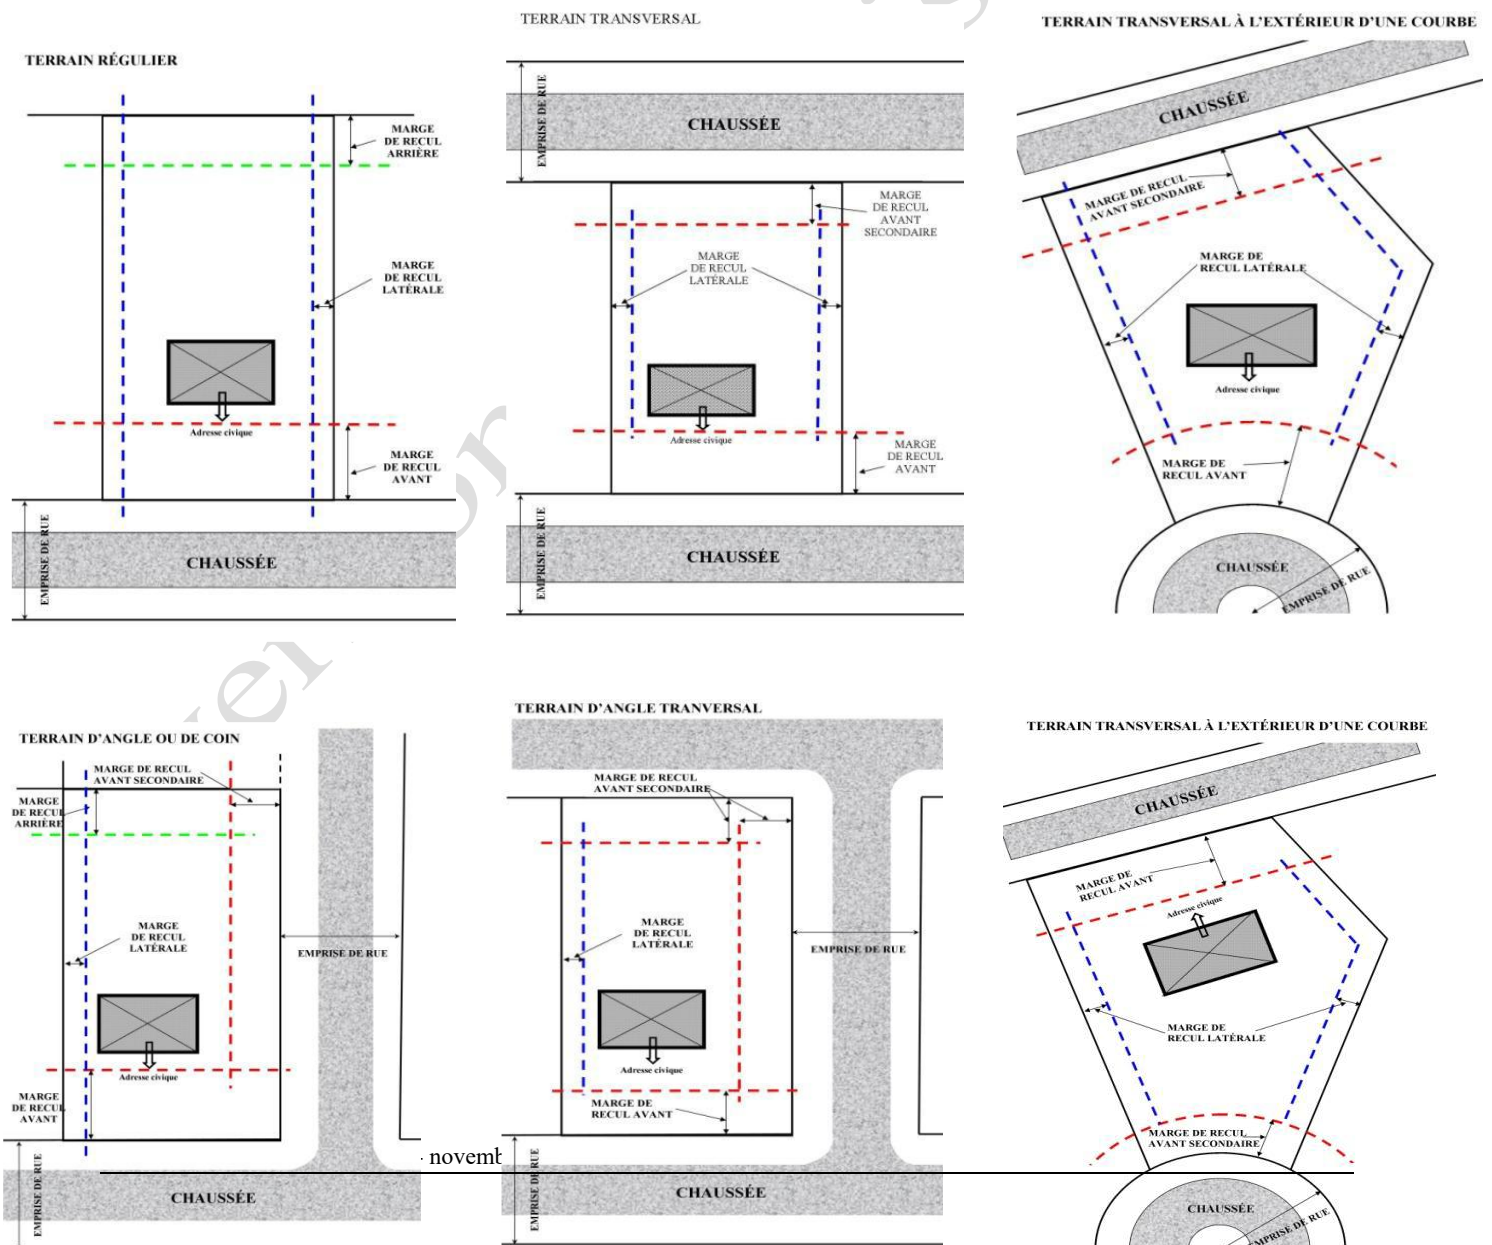 TERRAIN RÉGULIER
MARGE
DE RECUL
ARRIÈRE
MARGE
DE RECUL
LATÉRALE
Adresse civique
MARGE
DE RECUL
AVANT
EMPRISE DE RUE
CHAUSSÉE
TERRAIN TRANSVERSAL
EMPRISE DE RUE
CHAUSSÉE
MARGE
DE RECUL
AVANT
SECONDAIRE
MARGE
DE RECUL
LATÉRALE
Adresse civique
MARGE
DE RECUL
AVANT
EMPRISE DE RUE
CHAUSSÉE
TERRAIN TRANSVERSAL À L'EXTÉRIEUR D'UNE COURBE
CHAUSSÉE
MARGE DE RECUL
AVANT SECONDAIRE
MARGE DE
RECUL LATÉRALE
Adresse civique
MARGE DE
RECUL AVANT
CHAUSSÉE
EMPRISE DE RUE
TERRAIN D'ANGLE OU DE COIN
MARGE DE RECUL
AVANT SECONDAIRE
MARGE
DE RECUL
ARRIÈRE
MARGE
DE RECUL
LATÉRALE
EMPRISE DE RUE
Adresse civique
MARGE
DE RECUL
AVANT
EMPRISE DE RUE
CHAUSSÉE
TERRAIN D'ANGLE TRANVERSAL
MARGE DE RECUL
AVANT SECONDAIRE
MARGE
DE RECUL
LATÉRALE
EMPRISE DE RUE
Adresse civique
MARGE DE
RECUL AVANT
EMPRISE DE RUE
CHAUSSÉE
TERRAIN TRANSVERSAL À L'EXTÉRIEUR D'UNE COURBE
CHAUSSÉE
MARGE DE
RECUL AVANT
Adresse civique
MARGE DE
RECUL LATÉRALE
MARGE DE RECUL
AVANT SECONDAIRE
CHAUSSÉE
EMPRISE DE RUE
novemb